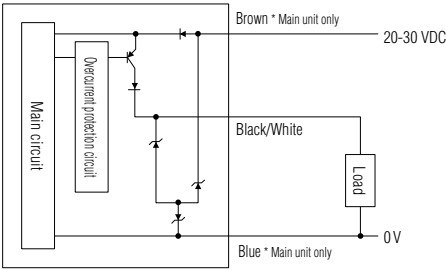 Brown * Main unit only
20-30 VDC
Main circuit
Overcurrent protection circuit
Black/White
Load
0 V
Blue * Main unit only